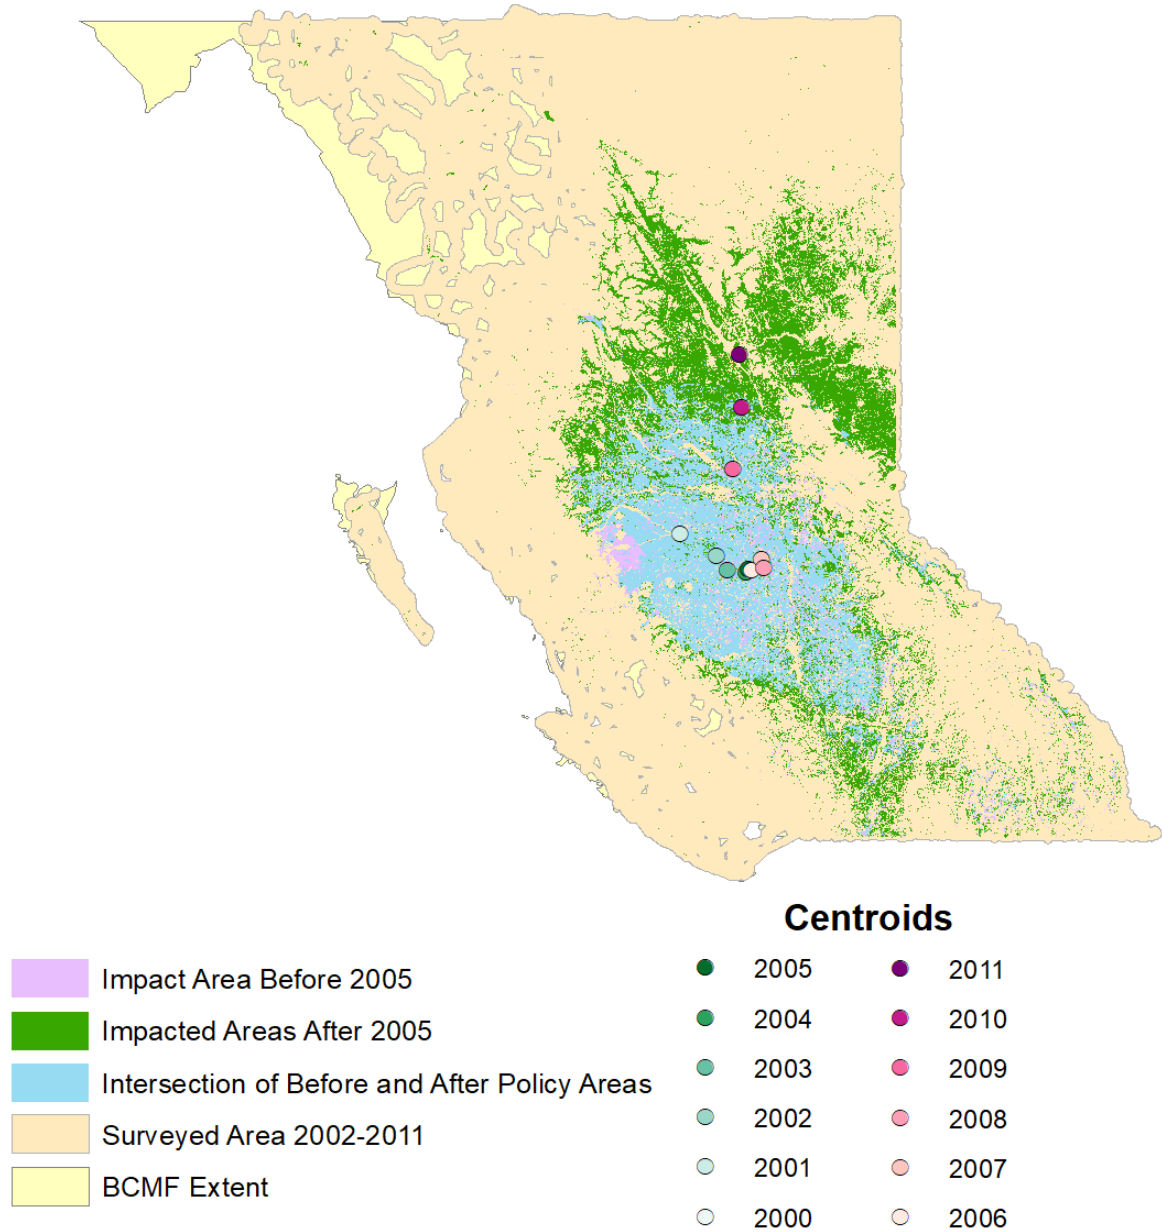 Centroids
Impact Area Before 2005
Impacted Areas After 2005
Intersection of Before and After Policy Areas
Surveyed Area 2002-2011
BCMF Extent
2005
2004
2003
2002
2001
2000
2011
2010
2009
2008
2007
2006